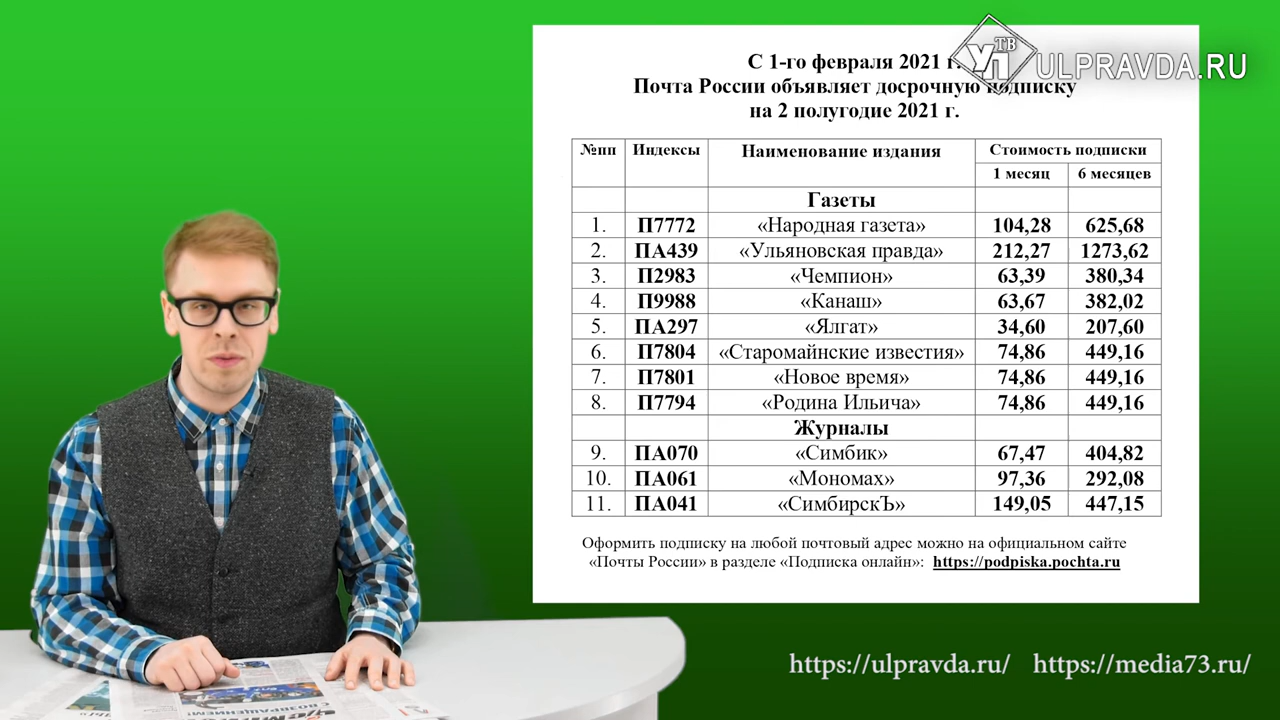 С 1-го февраля 2021 г.
Почта России объявляет досрочную подписку
на 2 полугодие 2021 г.
УП ТВ ULPRAVDA.RU
№пп Индексы Наименование издания Стоимость подписки
1 месяц 6 месяцев
Газеты
1. П7772 «Народная газета» 104,28 625,68
2. ПА439 «Ульяновская правда» 212,27 1273,62
3. П2983 «Чемпион» 63,39 380,34
4. П9988 «Канаш» 63,67 382,02
5. ПА297 «Ялгат» 34,60 207,60
6. П7804 «Старомайнские известия» 74,86 449,16
7. П7801 «Новое время» 74,86 449,16
8. П7794 «Родина Ильича» 74,86 449,16
Журналы
9. ПА070 «Симбик» 67,47 404,82
10. ПА061 «Мономах» 97,36 292,08
11. ПА041 «СимбирскЪ» 149,05 447,15
Оформить подписку на любой почтовый адрес можно на официальном сайте
«Почты России» в разделе «Подписка онлайн»: https://podpiska.pochta.ru
https://ulpravda.ru/ https://media73.ru/
С ВОЗВРАЩЕНИЕМ!